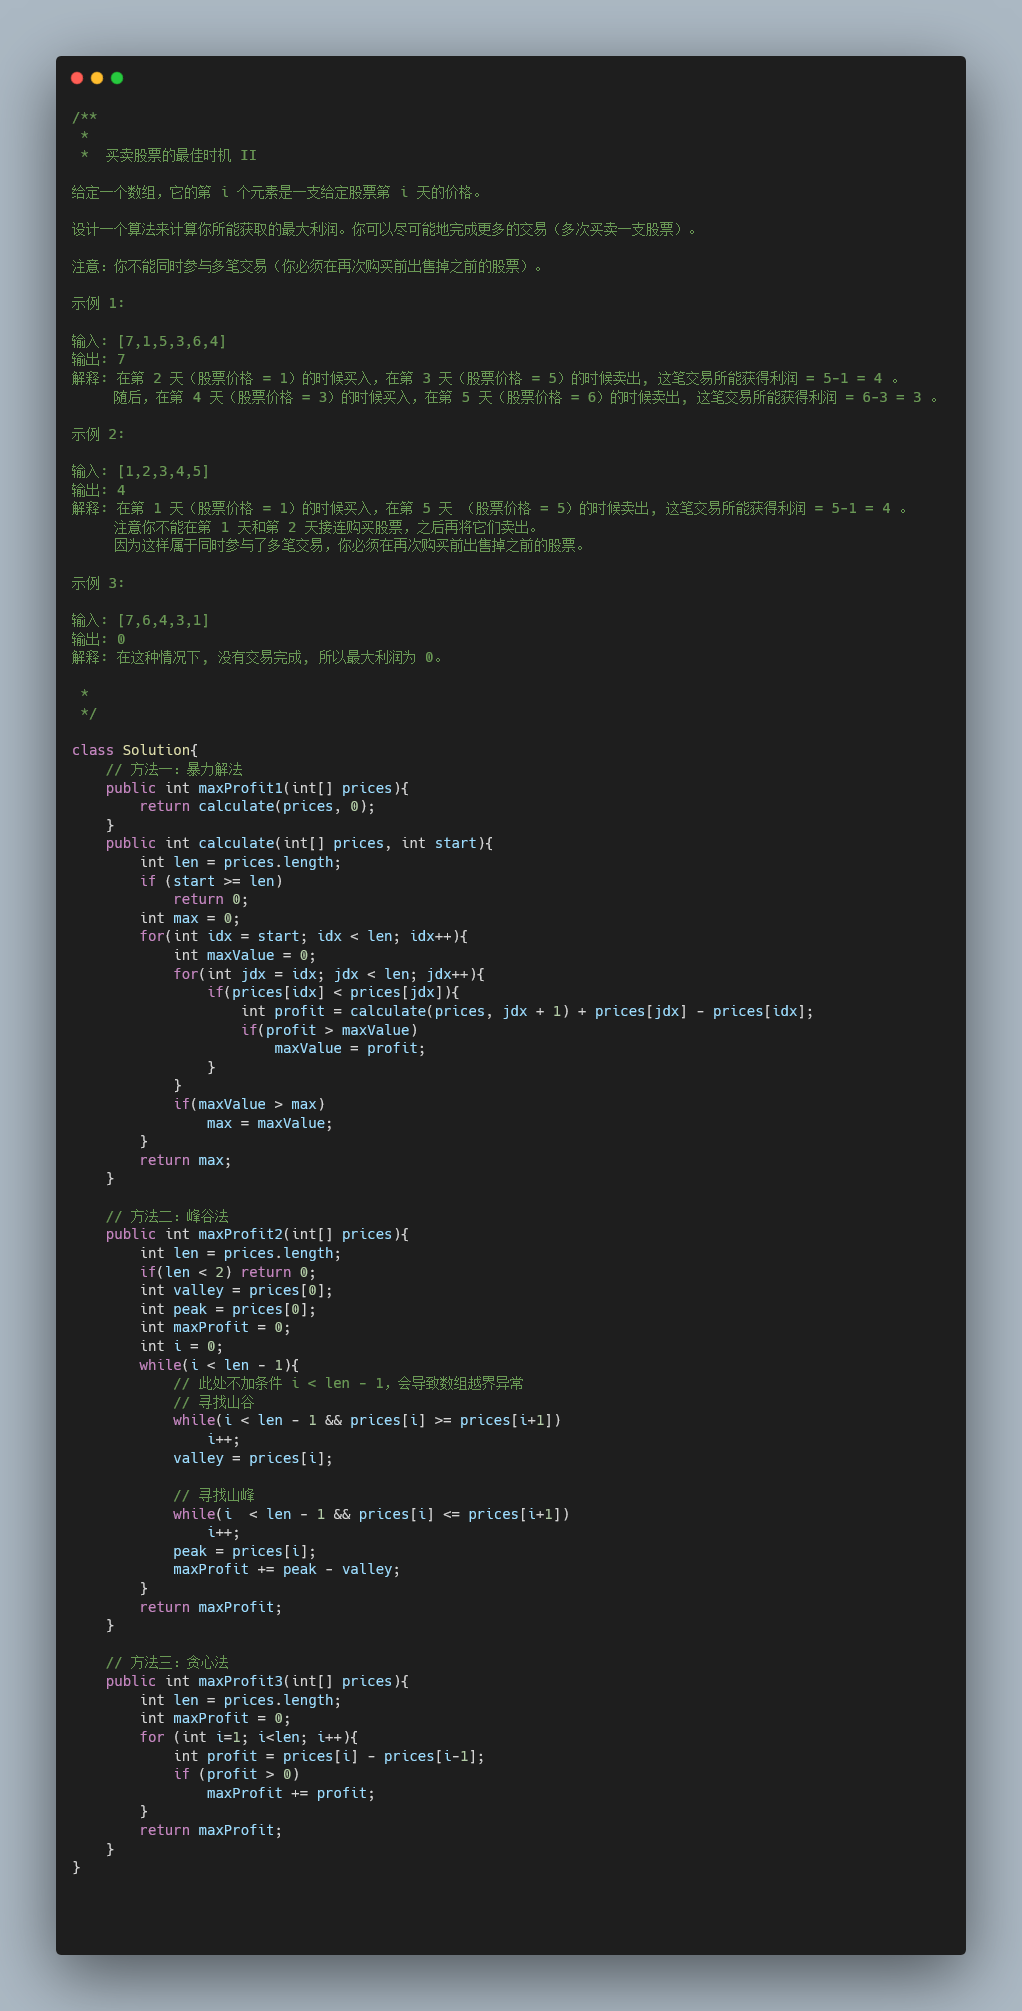 /**
 *
 *  买卖股票的最佳时机 II
给定一个数组，它的第 i 个元素是一支给定股票第 i 天的价格。
设计一个算法来计算你所能获取的最大利润。你可以尽可能地完成更多的交易（多次买卖一支股票）。
注意：你不能同时参与多笔交易（你必须在再次购买前出售掉之前的股票）。
示例 1:
输入: [7,1,5,3,6,4]
输出: 7
解释: 在第 2 天（股票价格 = 1）的时候买入，在第 3 天（股票价格 = 5）的时候卖出, 这笔交易所能获得利润 = 5-1 = 4 。
     随后，在第 4 天（股票价格 = 3）的时候买入，在第 5 天（股票价格 = 6）的时候卖出, 这笔交易所能获得利润 = 6-3 = 3 。
示例 2:
输入: [1,2,3,4,5]
输出: 4
解释: 在第 1 天（股票价格 = 1）的时候买入，在第 5 天 （股票价格 = 5）的时候卖出, 这笔交易所能获得利润 = 5-1 = 4 。
     注意你不能在第 1 天和第 2 天接连购买股票，之后再将它们卖出。
     因为这样属于同时参与了多笔交易，你必须在再次购买前出售掉之前的股票。
示例 3:
输入: [7,6,4,3,1]
输出: 0
解释: 在这种情况下, 没有交易完成, 所以最大利润为 0。
 *
 */
class Solution{
    // 方法一：暴力解法
    public int maxProfit1(int[] prices){
        return calculate(prices, 0);
    }
    public int calculate(int[] prices, int start){
        int len = prices.length;
        if (start >= len)
            return 0;
        int max = 0;
        for(int idx = start; idx < len; idx++){
            int maxValue = 0;
            for(int jdx = idx; jdx < len; jdx++){
                if(prices[idx] < prices[jdx]){
                    int profit = calculate(prices, jdx + 1) + prices[jdx] - prices[idx];
                    if(profit > maxValue)
                        maxValue = profit;
                }
            }
            if(maxValue > max)
                max = maxValue;
        }
        return max;
    }
    // 方法二：峰谷法
    public int maxProfit2(int[] prices){
        int len = prices.length;
        if(len < 2) return 0;
        int valley = prices[0];
        int peak = prices[0];
        int maxProfit = 0;
        int i = 0;
        while(i < len - 1){
            // 此处不加条件 i < len - 1，会导致数组越界异常
            // 寻找山谷
            while(i < len - 1 && prices[i] >= prices[i+1])
                i++;
            valley = prices[i];
            // 寻找山峰
            while(i  < len - 1 && prices[i] <= prices[i+1])
                i++;
            peak = prices[i];
            maxProfit += peak - valley;
        }
        return maxProfit;
    }
    // 方法三：贪心法
    public int maxProfit3(int[] prices){
        int len = prices.length;
        int maxProfit = 0;
        for (int i=1; i<len; i++){
            int profit = prices[i] - prices[i-1];
            if (profit > 0)
                maxProfit += profit;
        }
        return maxProfit;
    }
}